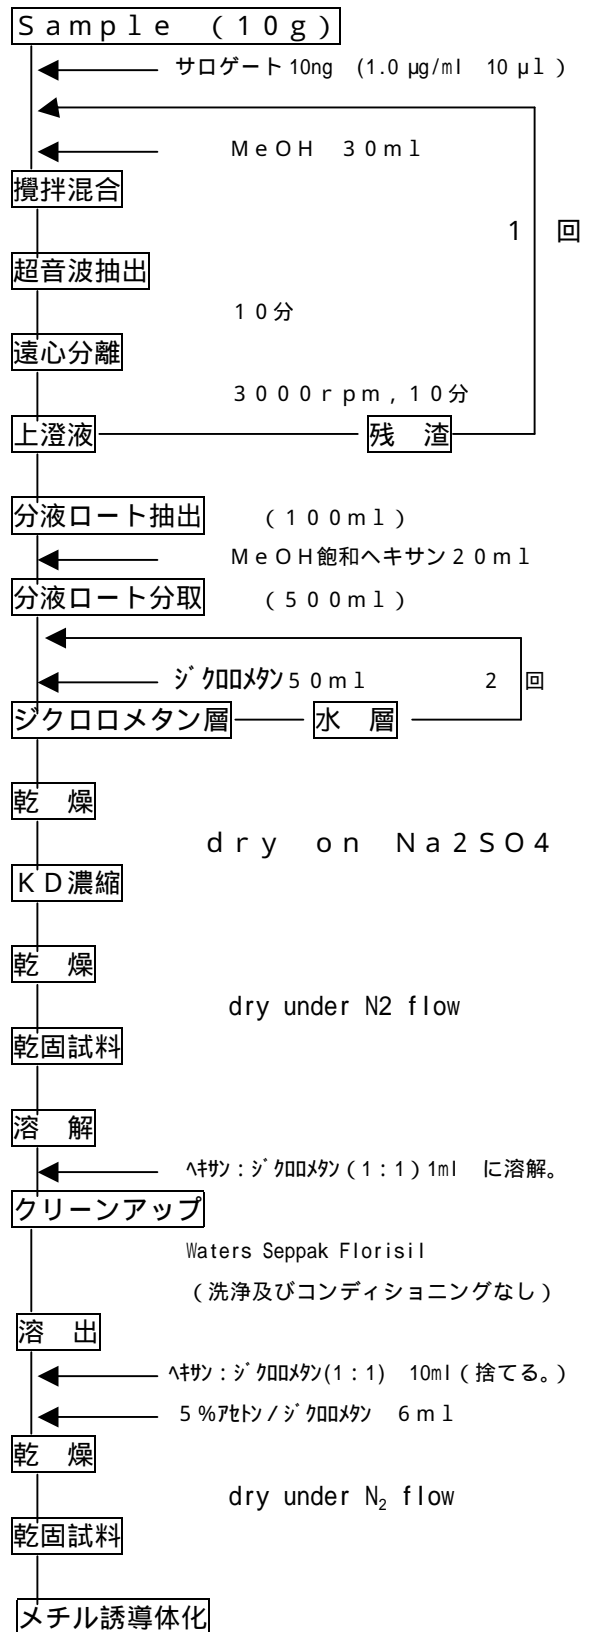 Sample (10g)
サロゲート10ng (1.0 μg/ml 10 μl)
MeOH 30ml
攪拌混合
1 回
超音波抽出
10分
遠心分離
3000rpm,10分
上澄液 残 渣
分液ロート抽出 (100ml)
MeOH飽和ヘキサン20ml
分液ロート分取 (500ml)
ジクロロメタン50ml 2 回
ジクロロメタン層 水 層
乾 燥
dry on Na2SO4
KD濃縮
乾 燥
dry under N2 flow
乾固試料
溶 解
ヘキサン:ジクロロメタン(1:1)1ml に溶解。
クリーンアップ
Waters Seppak Florisil
(洗浄及びコンディショニングなし)
溶 出
ヘキサン:ジクロロメタン(1:1) 10ml(捨てる。)
5%アセトン/ジクロロメタン 6ml
乾 燥
dry under N₂ flow
乾固試料
メチル誘導体化